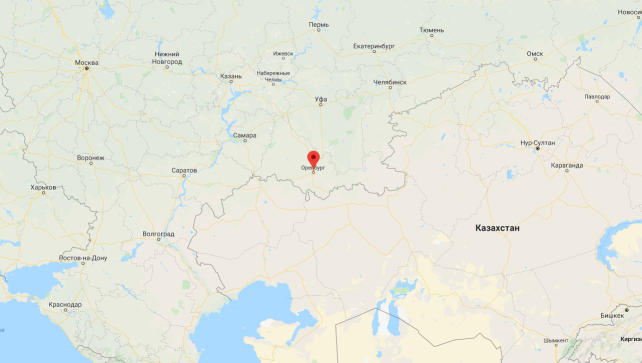 Пермь
Тюмень
Новосиб
Ижевск
Екатеринбург
Нижний
Новгород
Москва
Омск
Казань
Набережные
Челны
Челябинск
Уфа
Павлодар
Самара
Нур-Султан
Воронеж
Оренбург
Караганда
Саратов
Харьков
Казахстан
Волгоград
Ростов-на-Дону
Краснодар
Бишкек
Шымкент
Киргиз